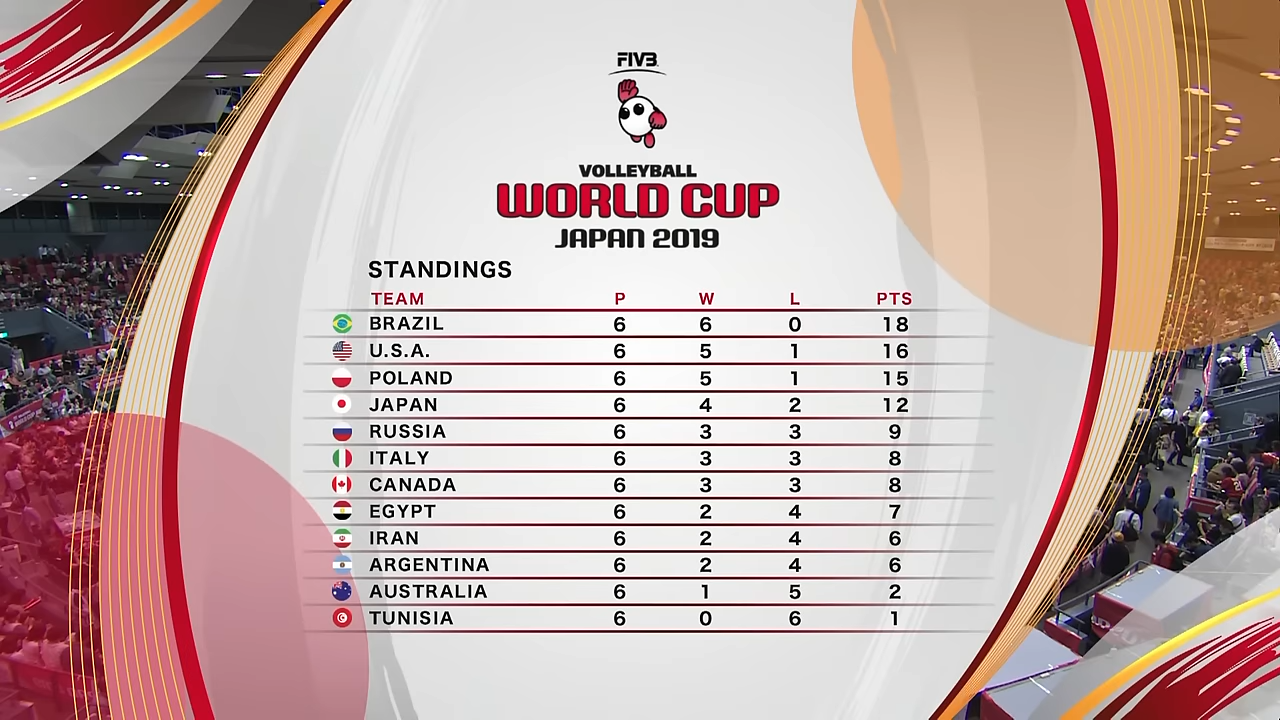 FIVB
VOLLEYBALL
WORLD CUP
JAPAN 2019
STANDINGS
TEAM P W L PTS
BRAZIL 6 6 0 18
U.S.A. 6 5 1 16
POLAND 6 5 1 15
JAPAN 6 4 2 12
RUSSIA 6 3 3 9
ITALY 6 3 3 8
CANADA 6 3 3 8
EGYPT 6 2 4 7
IRAN 6 2 4 6
ARGENTINA 6 2 4 6
AUSTRALIA 6 1 5 2
TUNISIA 6 0 6 1